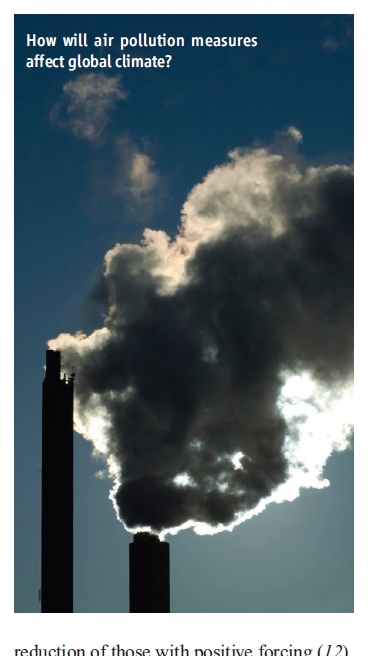 How will air pollution measures
affect global climate?
reduction of those with positive forcing (12)